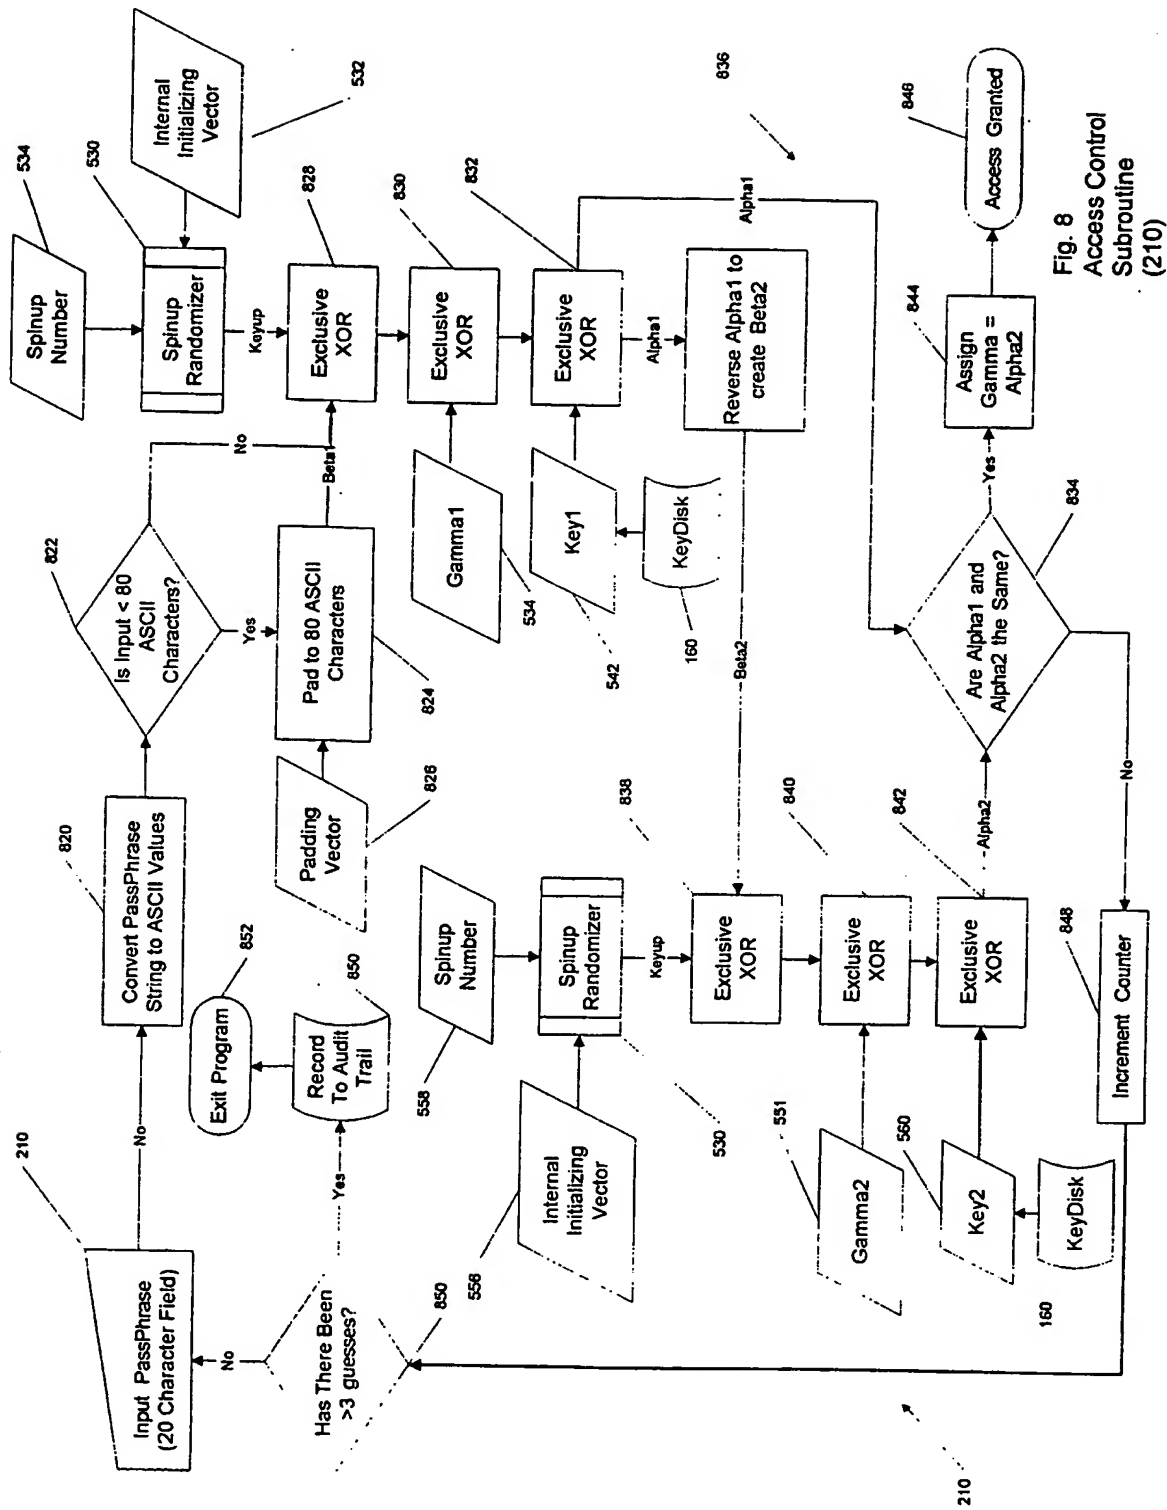 210
Input PassPhrase
(20 Character Field)
No
820
Convert PassPhrase
String to ASCII Values
822
Is Input < 80
ASCII
Characters?
No
Yes
Pad to 80 ASCII
Characters
824
Padding
Vector
826
Beta1
534
Spinup
Number
530
Spinup
Randomizer
Internal
Initializing
Vector
532
Keyup
Exclusive
XOR
828
Exclusive
XOR
830
Gamma1
534
Exclusive
XOR
832
Key1
542
KeyDisk
160
Alpha1
Alpha1
Reverse Alpha1 to
create Beta2
Beta2
836
852
Exit Program
850
Record
To Audit
Trail
Yes
Has There Been
>3 guesses?
No
850
Spinup
Number
558
Spinup
Randomizer
530
Internal
Initializing
Vector
556
Keyup
Exclusive
XOR
838
Exclusive
XOR
840
Gamma2
551
Exclusive
XOR
842
Key2
560
KeyDisk
160
Alpha2
Are Alpha1 and
Alpha2 the Same?
834
Yes
Assign
Gamma =
Alpha2
844
Access Granted
846
No
Increment Counter
848
210
Fig. 8
Access Control
Subroutine
(210)